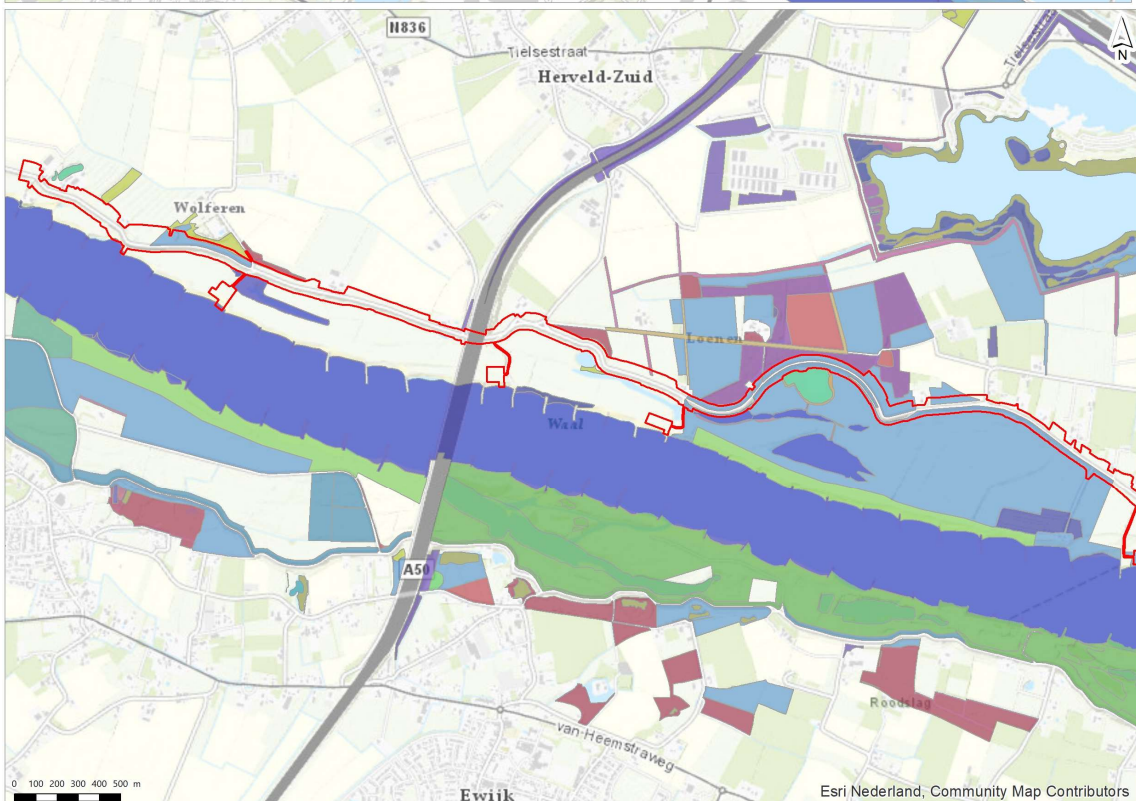 N836
Tielsestraat
Tielsestraat
N
Herveld-Zuid
Wolferen
Loenen
Waal
A50
Roodslag
van-Heemstraweg
0 100 200 300 400 500 m
Ewijk
Esri Nederland, Community Map Contributors